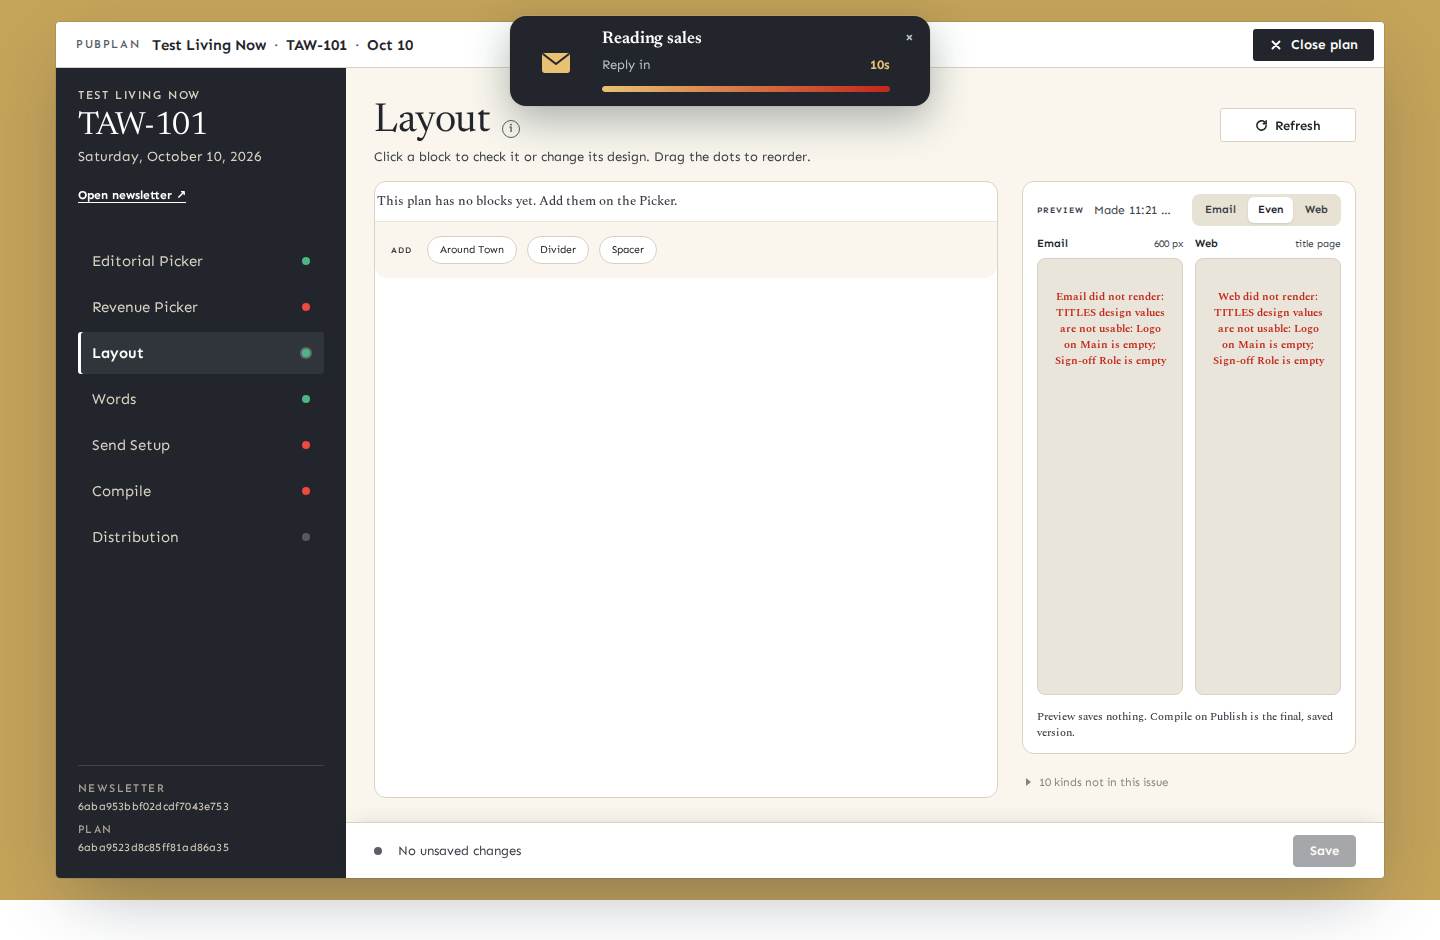 PUBPLAN Test Living Now · TAW-101 · Oct 10
Reading sales
×
Reply in 10s
Close plan
TEST LIVING NOW
TAW-101
Saturday, October 10, 2026
Open newsletter ↗
Editorial Picker
Revenue Picker
Layout
Words
Send Setup
Compile
Distribution
NEWSLETTER
6aba953bbf02dcdf7043e753
PLAN
6aba9523d8c85ff81ad86a35
Layout i
Click a block to check it or change its design. Drag the dots to reorder.
Refresh
This plan has no blocks yet. Add them on the Picker.
ADD Around Town Divider Spacer
PREVIEW Made 11:21 ... Email Even Web
Email 600 px Web title page
Email did not render:
TITLES design values
are not usable: Logo
on Main is empty;
Sign-off Role is empty
Web did not render:
TITLES design values
are not usable: Logo
on Main is empty;
Sign-off Role is empty
Preview saves nothing. Compile on Publish is the final, saved
version.
10 kinds not in this issue
No unsaved changes
Save